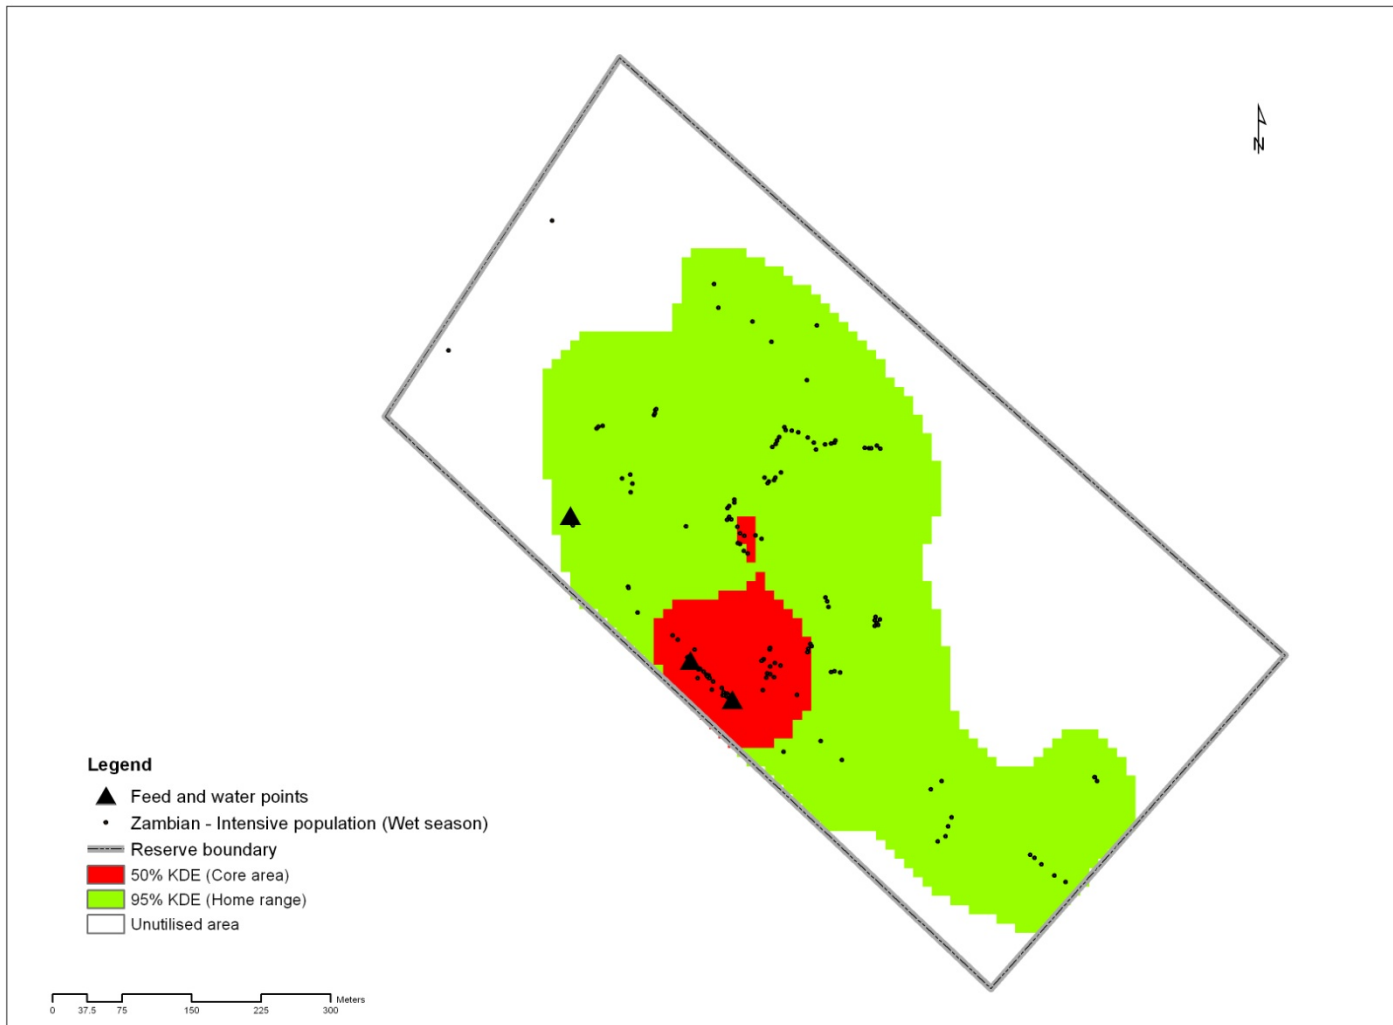 N
Legend
Feed and water points
Zambian - Intensive population (Wet season)
Reserve boundary
50% KDE (Core area)
95% KDE (Home range)
Unutilised area
Meters
0 37.5 75 150 225 300